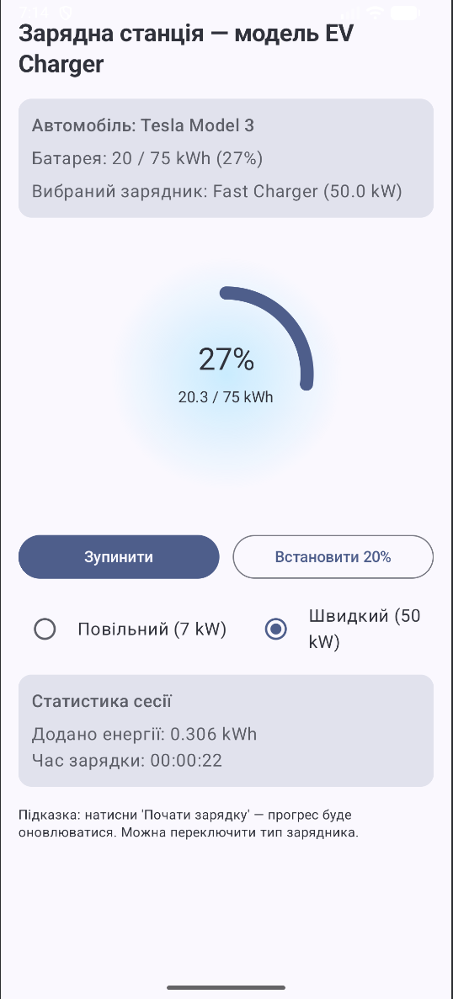 7:14
Зарядна станція — модель EV
Charger
Автомобіль: Tesla Model 3
Батарея: 20 / 75 kWh (27%)
Вибраний зарядник: Fast Charger (50.0 kW)
27%
20.3 / 75 kWh
Зупинити
Встановити 20%
Повільний (7 kW)
Швидкий (50
kW)
Статистика сесії
Додано енергії: 0.306 kWh
Час зарядки: 00:00:22
Підказка: натисни 'Почати зарядку' — прогрес буде
оновлюватися. Можна переключити тип зарядника.